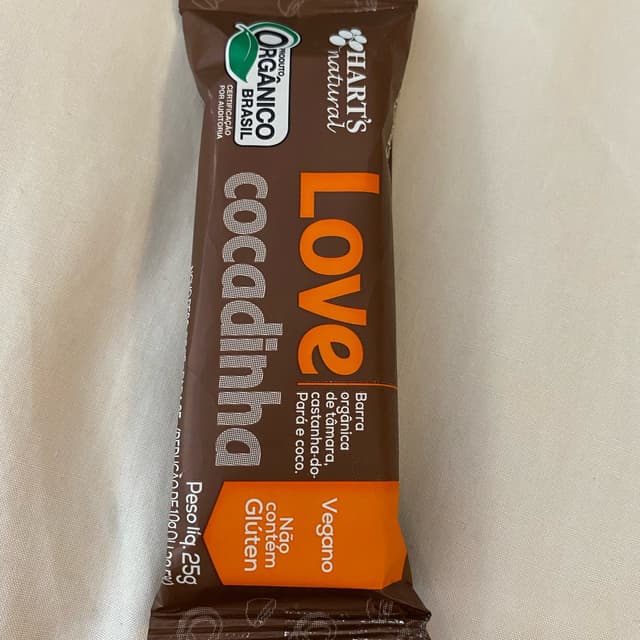 HART'S
natural
PRODUTO
ORGÂNICO
BRASIL
CERTIFICAÇÃO
POR AUDITORIA
Love
cocadinha
Barra
orgânica
de tâmara,
castanha-do-
Pará e coco.
Vegano
Não
contém
Glúten
Peso líq. 25g